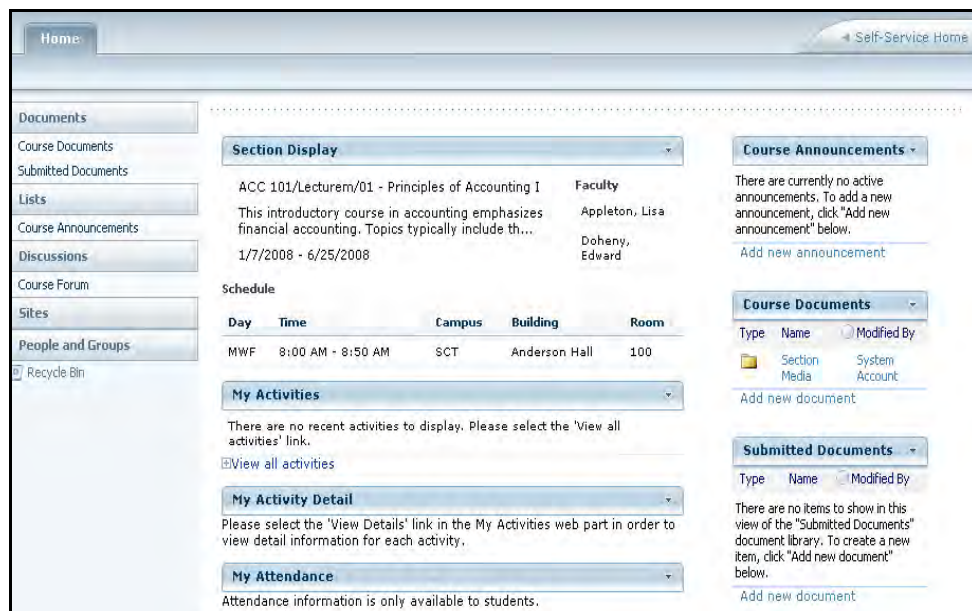 Home
Self-Service Home
Documents
Course Documents
Submitted Documents
Lists
Course Announcements
Discussions
Course Forum
Sites
People and Groups
Recycle Bin
Section Display
ACC 101/Lecturem/01 - Principles of Accounting I
This introductory course in accounting emphasizes
financial accounting. Topics typically include th...
1/7/2008 - 6/25/2008
Faculty
Appleton, Lisa
Doheny,
Edward
Schedule
Day Time Campus Building Room
MWF 8:00 AM - 8:50 AM SCT Anderson Hall 100
My Activities
There are no recent activities to display. Please select the 'View all
activities' link.
View all activities
My Activity Detail
Please select the 'View Details' link in the My Activities web part in order to
view detail information for each activity.
My Attendance
Attendance information is only available to students.
Course Announcements
There are currently no active
announcements. To add a new
announcement, click "Add new
announcement" below.
Add new announcement
Course Documents
Type Name Modified By
Section System
Media Account
Add new document
Submitted Documents
Type Name Modified By
There are no items to show in this
view of the "Submitted Documents"
document library. To create a new
item, click "Add new document"
below.
Add new document